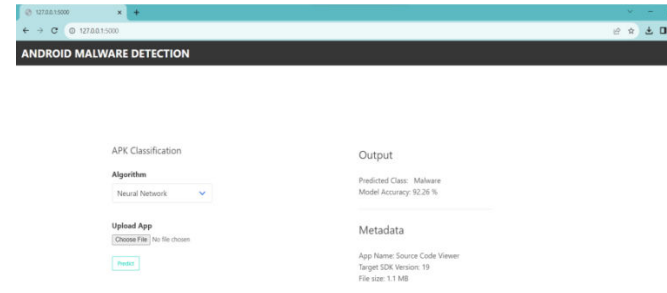 127.0.0.1:5000
127.0.0.1:5000
ANDROID MALWARE DETECTION
APK Classification
Algorithm
Neural Network
Upload App
Choose File No file chosen
Predict
Output
Predicted Class: Malware
Model Accuracy: 92.26 %
Metadata
App Name: Source Code Viewer
Target SDK Version: 19
File size: 1.1 MB